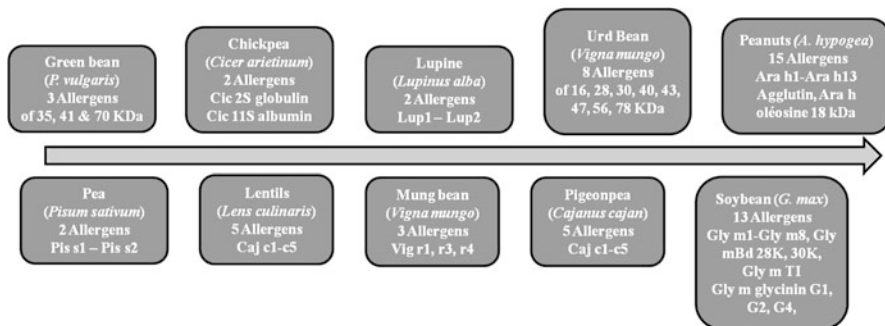 Green bean
(P. vulgaris)
3 Allergens
of 35, 41 & 70 KDa
Chickpea
(Cicer arietinum)
2 Allergens
Cic 2S globulin
Cic 11S albumin
Lupine
(Lupinus alba)
2 Allergens
Lup1 – Lup2
Urd Bean
(Vigna mungo)
8 Allergens
of 16, 28, 30, 40, 43,
47, 56, 78 KDa
Peanuts (A. hypogea)
15 Allergens
Ara h1-Ara h13
Agglutin, Ara h
oléosine 18 kDa
Pea
(Pisum sativum)
2 Allergens
Pis s1 – Pis s2
Lentils
(Lens culinaris)
5 Allergens
Caj c1-c5
Mung bean
(Vigna mungo)
3 Allergens
Vig r1, r3, r4
Pigeonpea
(Cajanus cajan)
5 Allergens
Caj c1-c5
Soybean (G. max)
13 Allergens
Gly m1-Gly m8, Gly
mBd 28K, 30K,
Gly m TI
Gly m glycinin G1,
G2, G4,